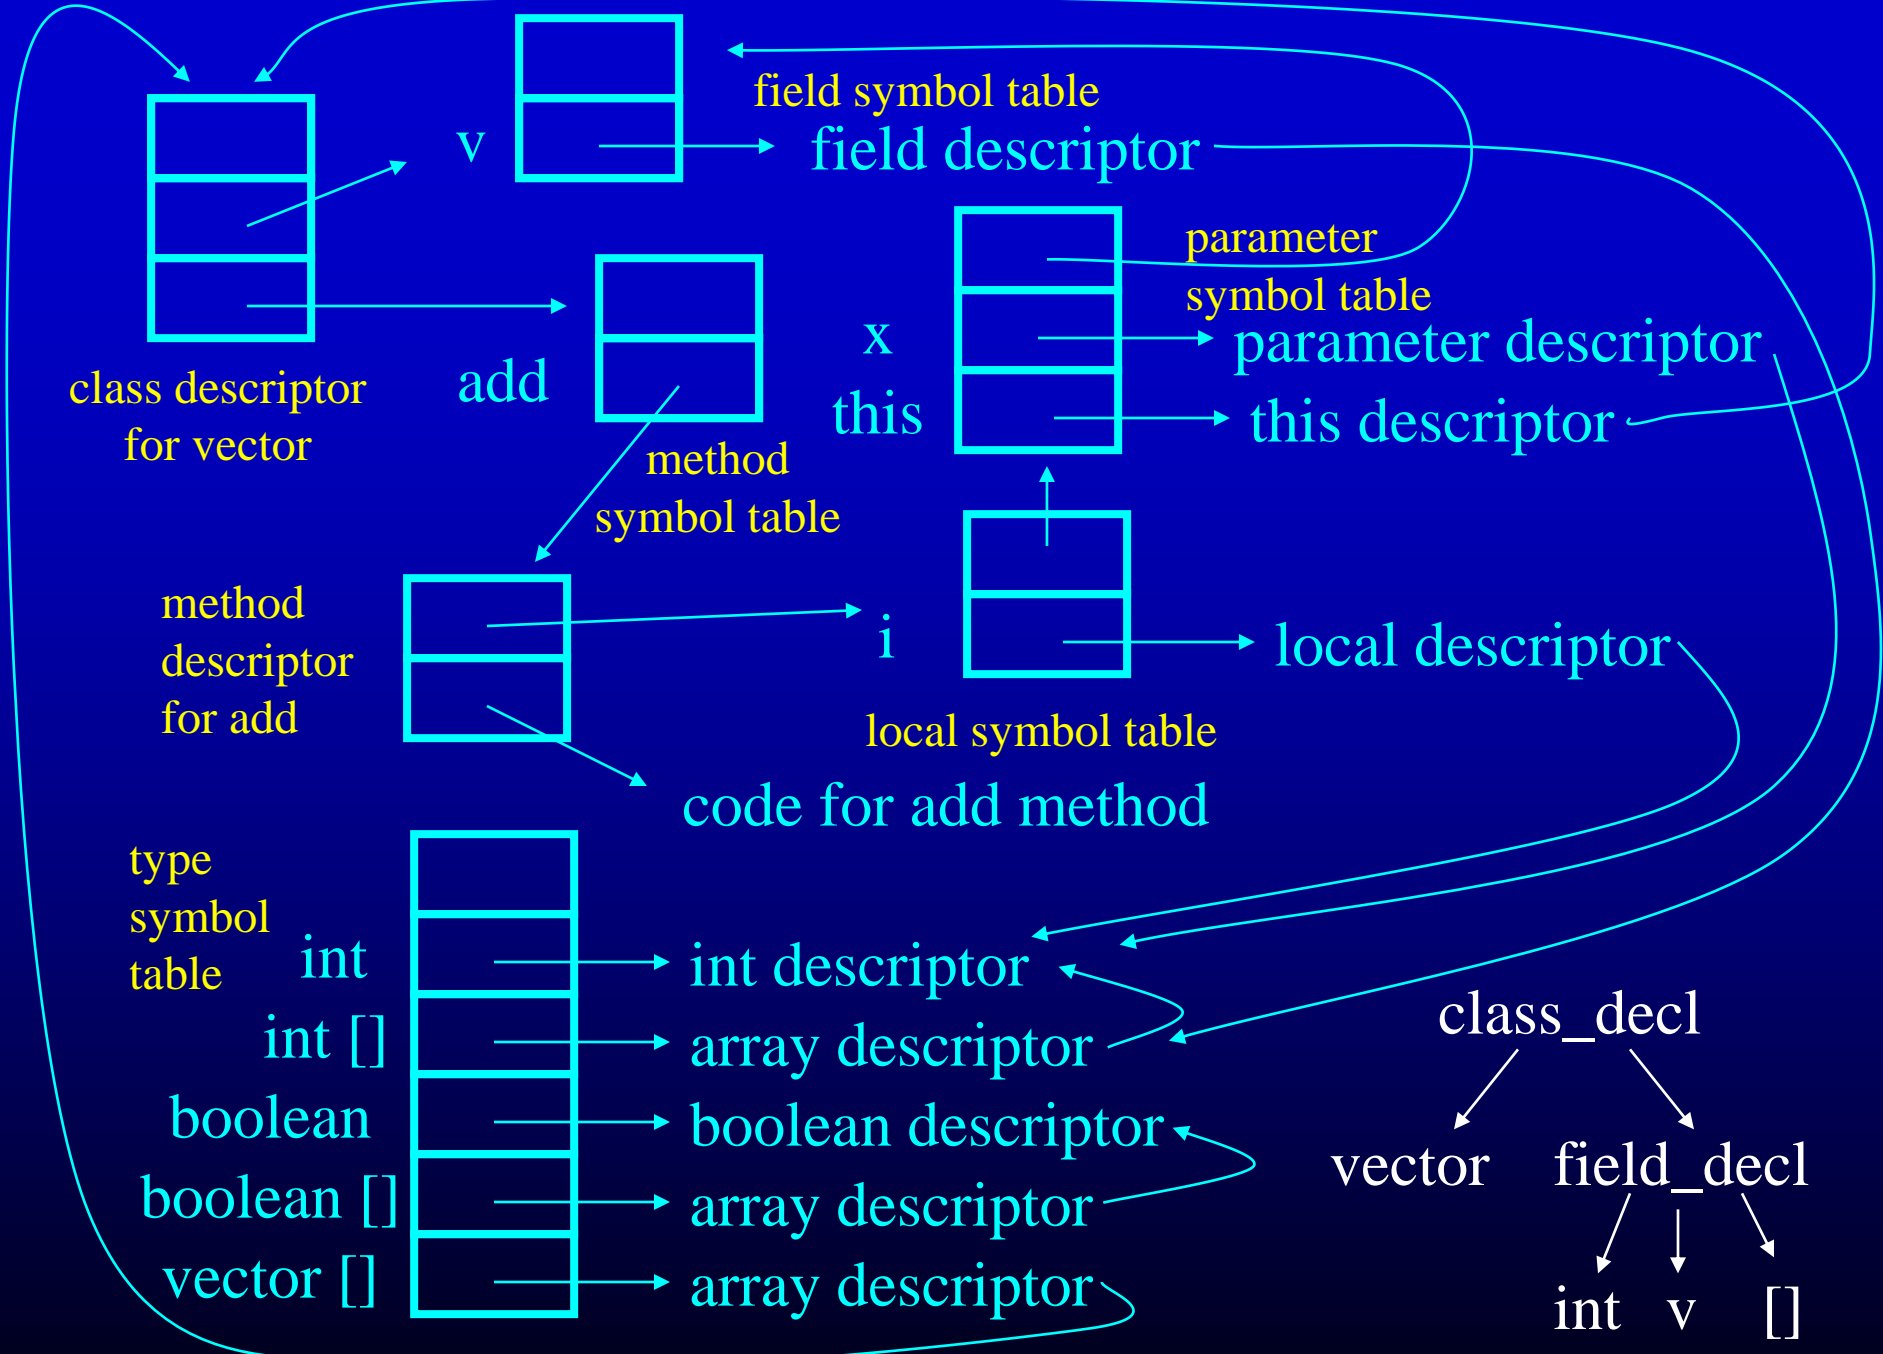 field symbol table
v
field descriptor
parameter
symbol table
x
parameter descriptor
class descriptor
for vector
add
this
this descriptor
method
symbol table
method
descriptor
for add
i
local descriptor
local symbol table
code for add method
type
symbol
table
int
int descriptor
int []
array descriptor
boolean
boolean descriptor
boolean []
array descriptor
vector []
array descriptor
class_decl
vector
field_decl
int
v
[]